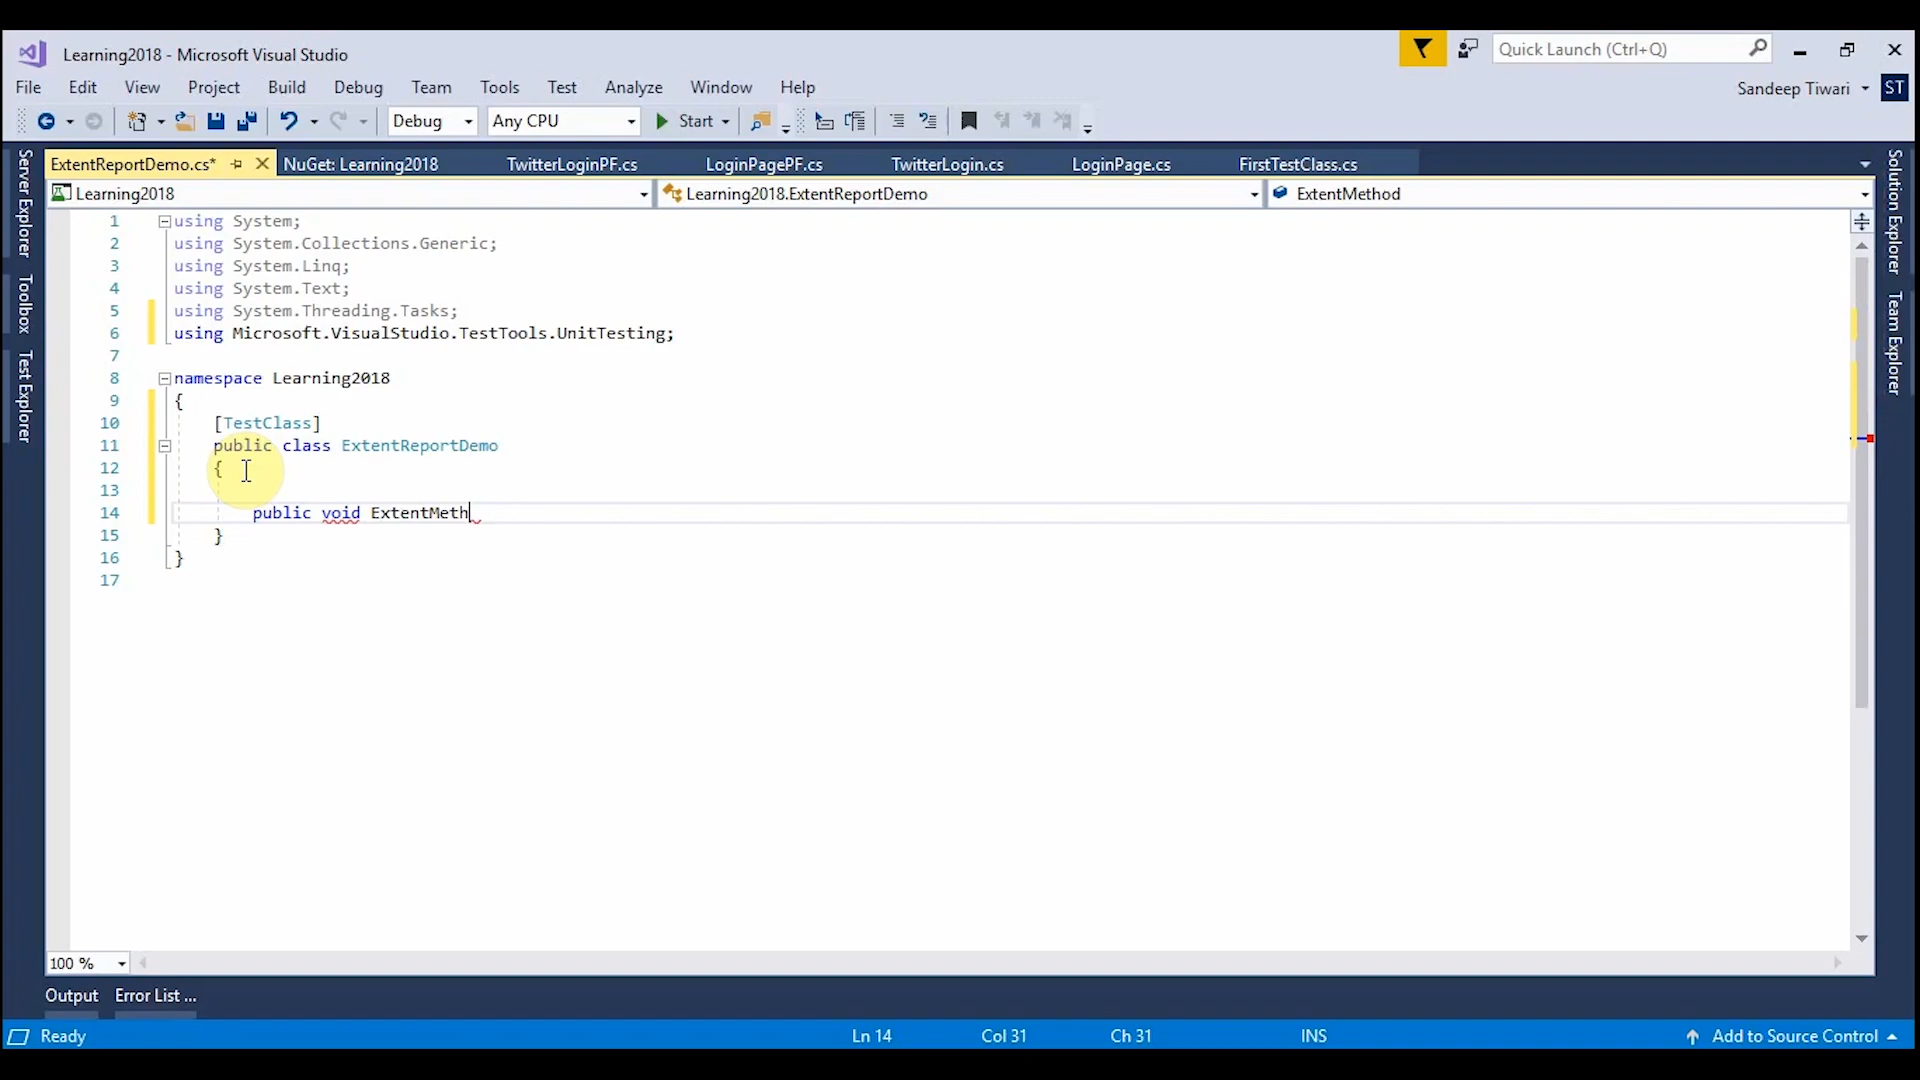 Learning2018 - Microsoft Visual Studio
Quick Launch (Ctrl+Q)
File Edit View Project Build Debug Team Tools Test Analyze Window Help
Sandeep Tiwari ST
Debug Any CPU Start
ExtentReportDemo.cs* NuGet: Learning2018 TwitterLoginPF.cs LoginPagePF.cs TwitterLogin.cs LoginPage.cs FirstTestClass.cs
Learning2018 Learning2018.ExtentReportDemo ExtentMethod
Server Explorer
Toolbox
Test Explorer
1 using System;
2 using System.Collections.Generic;
3 using System.Linq;
4 using System.Text;
5 using System.Threading.Tasks;
6 using Microsoft.VisualStudio.TestTools.UnitTesting;
7
8 namespace Learning2018
9 {
10 [TestClass]
11 public class ExtentReportDemo
12 {
13
14 public void ExtentMeth
15 }
16 }
17
Solution Explorer
Team Explorer
100 %
Output Error List ...
Ready Ln 14 Col 31 Ch 31 INS Add to Source Control